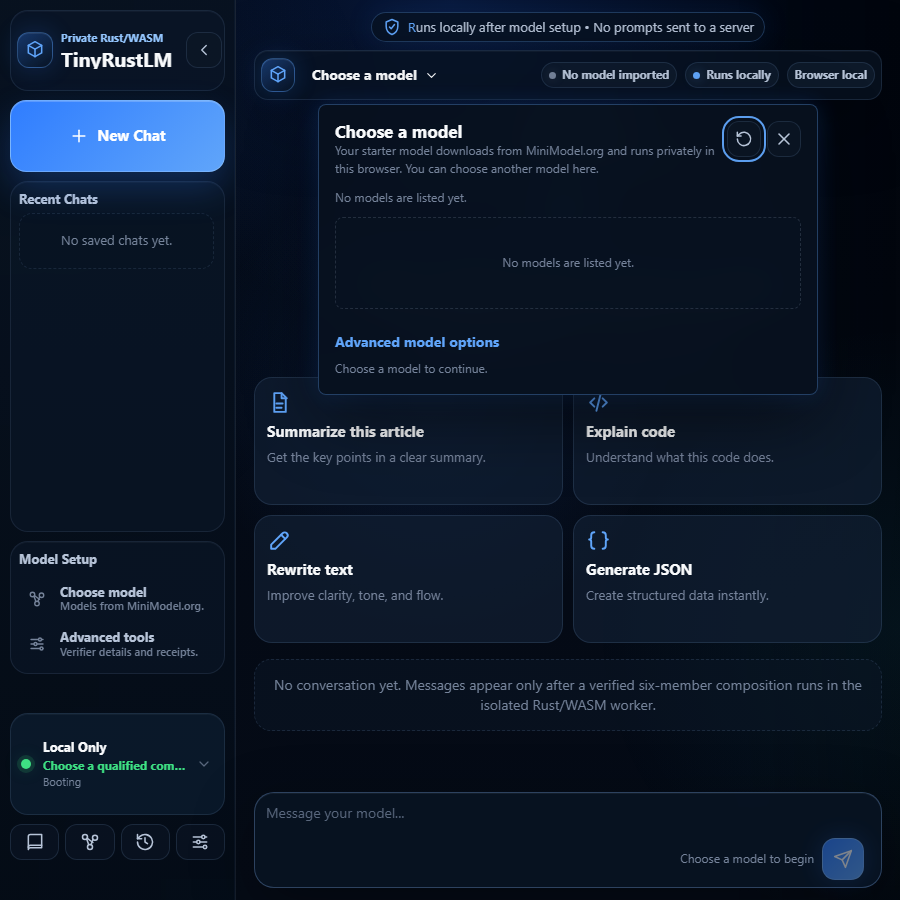 Private Rust/WASM
TinyRustLM
New Chat
Recent Chats
No saved chats yet.
Model Setup
Choose model
Models from MiniModel.org.
Advanced tools
Verifier details and receipts.
Local Only
Choose a qualified com...
Booting
Runs locally after model setup • No prompts sent to a server
Choose a model
No model imported
Runs locally
Browser local
Choose a model
Your starter model downloads from MiniModel.org and runs privately in
this browser. You can choose another model here.
No models are listed yet.
No models are listed yet.
Advanced model options
Choose a model to continue.
Summarize this article
Get the key points in a clear summary.
Explain code
Understand what this code does.
Rewrite text
Improve clarity, tone, and flow.
Generate JSON
Create structured data instantly.
No conversation yet. Messages appear only after a verified six-member composition runs in the
isolated Rust/WASM worker.
Message your model...
Choose a model to begin